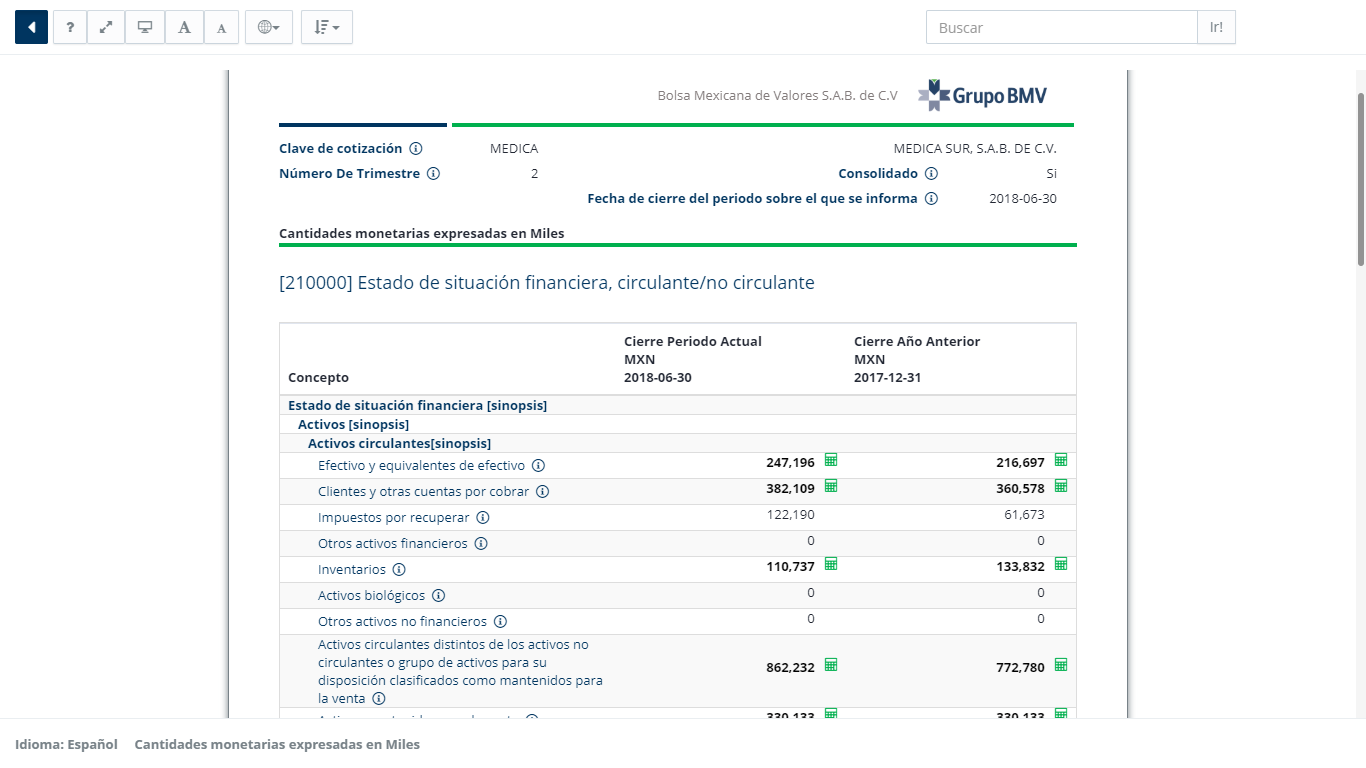 ? A A Buscar Ir!
Bolsa Mexicana de Valores S.A.B. de C.V Grupo BMV
Clave de cotización MEDICA MEDICA SUR, S.A.B. DE C.V.
Número De Trimestre 2 Consolidado Si
Fecha de cierre del periodo sobre el que se informa 2018-06-30
Cantidades monetarias expresadas en Miles
[210000] Estado de situación financiera, circulante/no circulante
Cierre Periodo Actual Cierre Año Anterior
MXN MXN
Concepto 2018-06-30 2017-12-31
Estado de situación financiera [sinopsis]
Activos [sinopsis]
Activos circulantes[sinopsis]
Efectivo y equivalentes de efectivo 247,196 216,697
Clientes y otras cuentas por cobrar 382,109 360,578
Impuestos por recuperar 122,190 61,673
Otros activos financieros 0 0
Inventarios 110,737 133,832
Activos biológicos 0 0
Otros activos no financieros 0 0
Activos circulantes distintos de los activos no
circulantes o grupo de activos para su
disposición clasificados como mantenidos para 862,232 772,780
la venta
330,133 330,133
Idioma: Español Cantidades monetarias expresadas en Miles